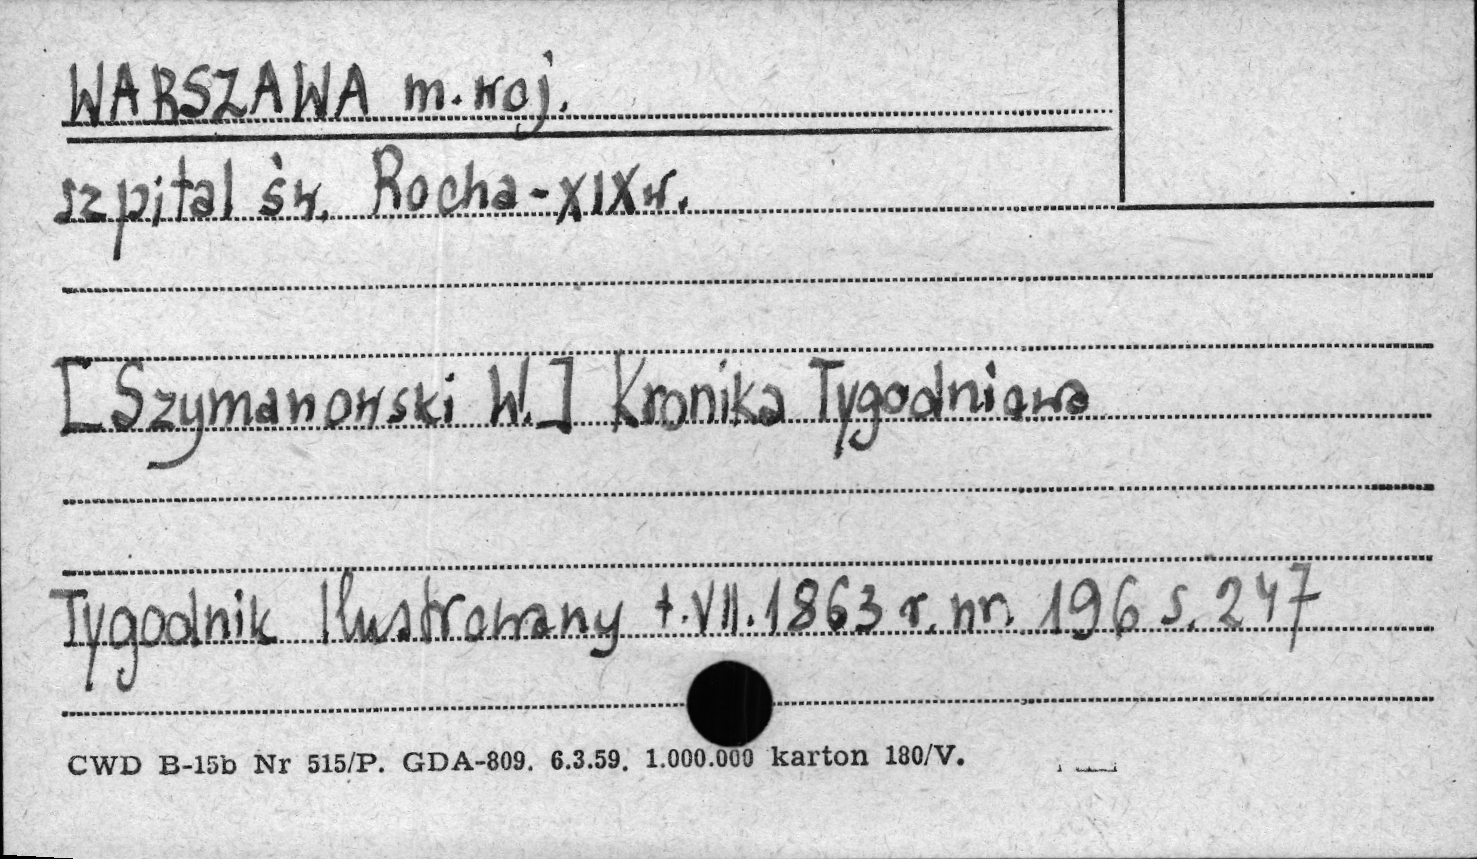 WARSZAWA m. woj.
szpital św. Rocha - XIX w.
[Szymanowski W.] Kronika Tygodniowa
Tygodnik Ilustrowany t. VII. 1863 r. nr. 196 s. 247
CWD B-15b Nr 515/P. GDA-809. 6.3.59. 1.000.000 karton 180/V.